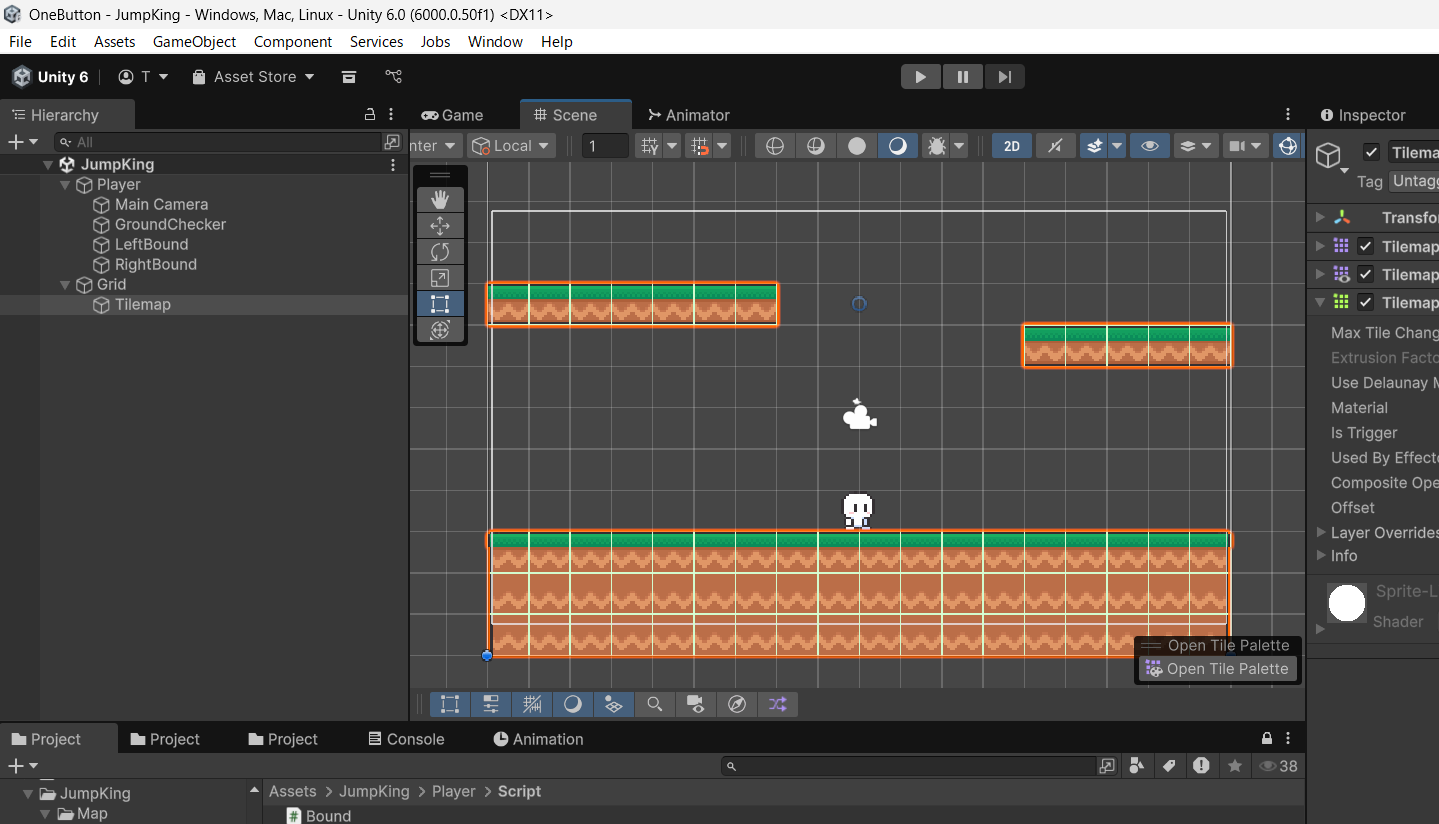 OneButton - JumpKing - Windows, Mac, Linux - Unity 6.0 (6000.0.50f1) <DX11>
File Edit Assets GameObject Component Services Jobs Window Help
Unity 6 T Asset Store
Hierarchy Game Scene Animator Inspector
All nter Local 1 2D Tilema
JumpKing
Tag Untagg
Player
Main Camera
Transfo
GroundChecker
LeftBound Tilemap
RightBound Tilemap
Grid
Tilemap Tilemap
Max Tile Chang
Extrusion Facto
Use Delaunay M
Material
Is Trigger
Used By Effecto
Composite Ope
Offset
Layer Overrides
Info
Sprite-L
Shader
Open Tile Palette
Open Tile Palette
Project Project Project Console Animation
38
JumpKing Assets > JumpKing > Player > Script
Map # Bound